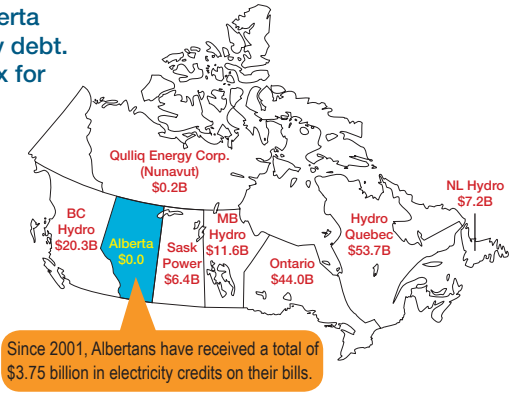 erta
y debt.
x for
Qulliq Energy Corp.
(Nunavut)
$0.2B
NL Hydro
$7.2B
BC
Hydro
$20.3B
Alberta
$0.0
Sask
Power
$6.4B
MB
Hydro
$11.6B
Ontario
$44.0B
Hydro
Quebec
$53.7B
Since 2001, Albertans have received a total of
$3.75 billion in electricity credits on their bills.